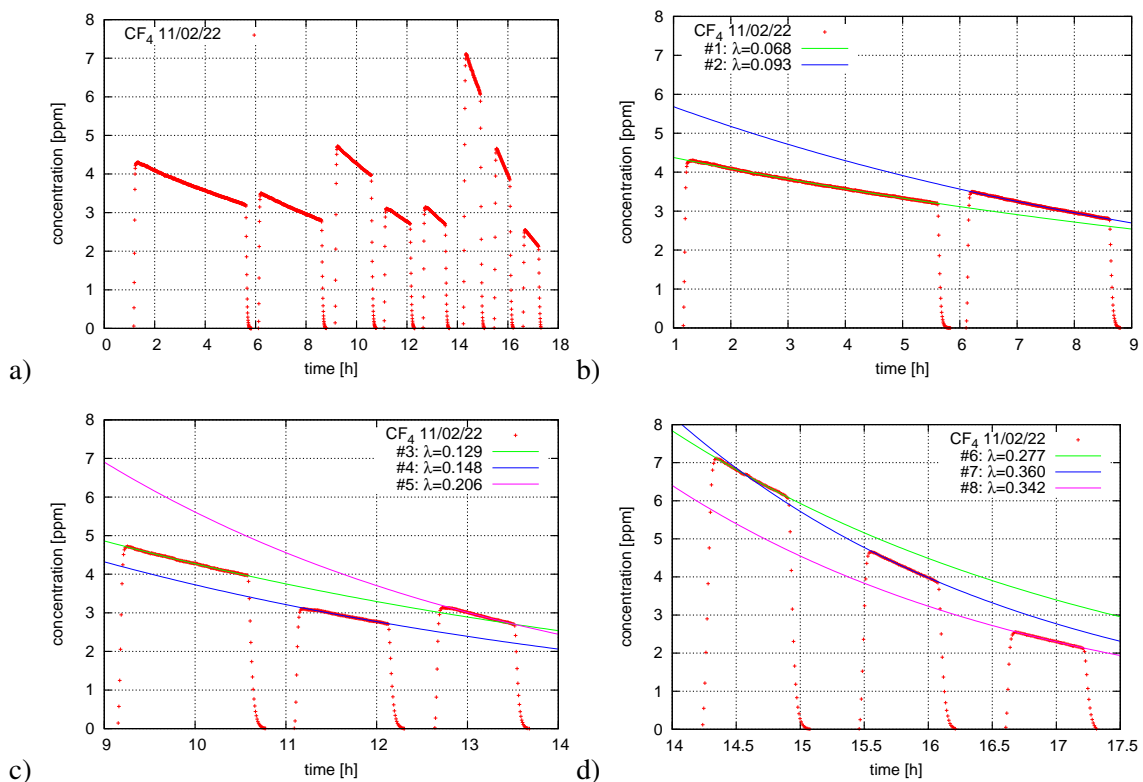 CF4 11/02/22
8
7
6
5
4
3
2
1
0
concentration [ppm]
0 2 4 6 8 10 12 14 16 18
time [h]
a)
CF4 11/02/22
#1: λ=0.068
#2: λ=0.093
8
7
6
5
4
3
2
1
0
concentration [ppm]
1 2 3 4 5 6 7 8 9
time [h]
b)
CF4 11/02/22
#3: λ=0.129
#4: λ=0.148
#5: λ=0.206
8
7
6
5
4
3
2
1
0
concentration [ppm]
9 10 11 12 13 14
time [h]
c)
CF4 11/02/22
#6: λ=0.277
#7: λ=0.360
#8: λ=0.342
8
7
6
5
4
3
2
1
0
concentration [ppm]
14 14.5 15 15.5 16 16.5 17 17.5
time [h]
d)